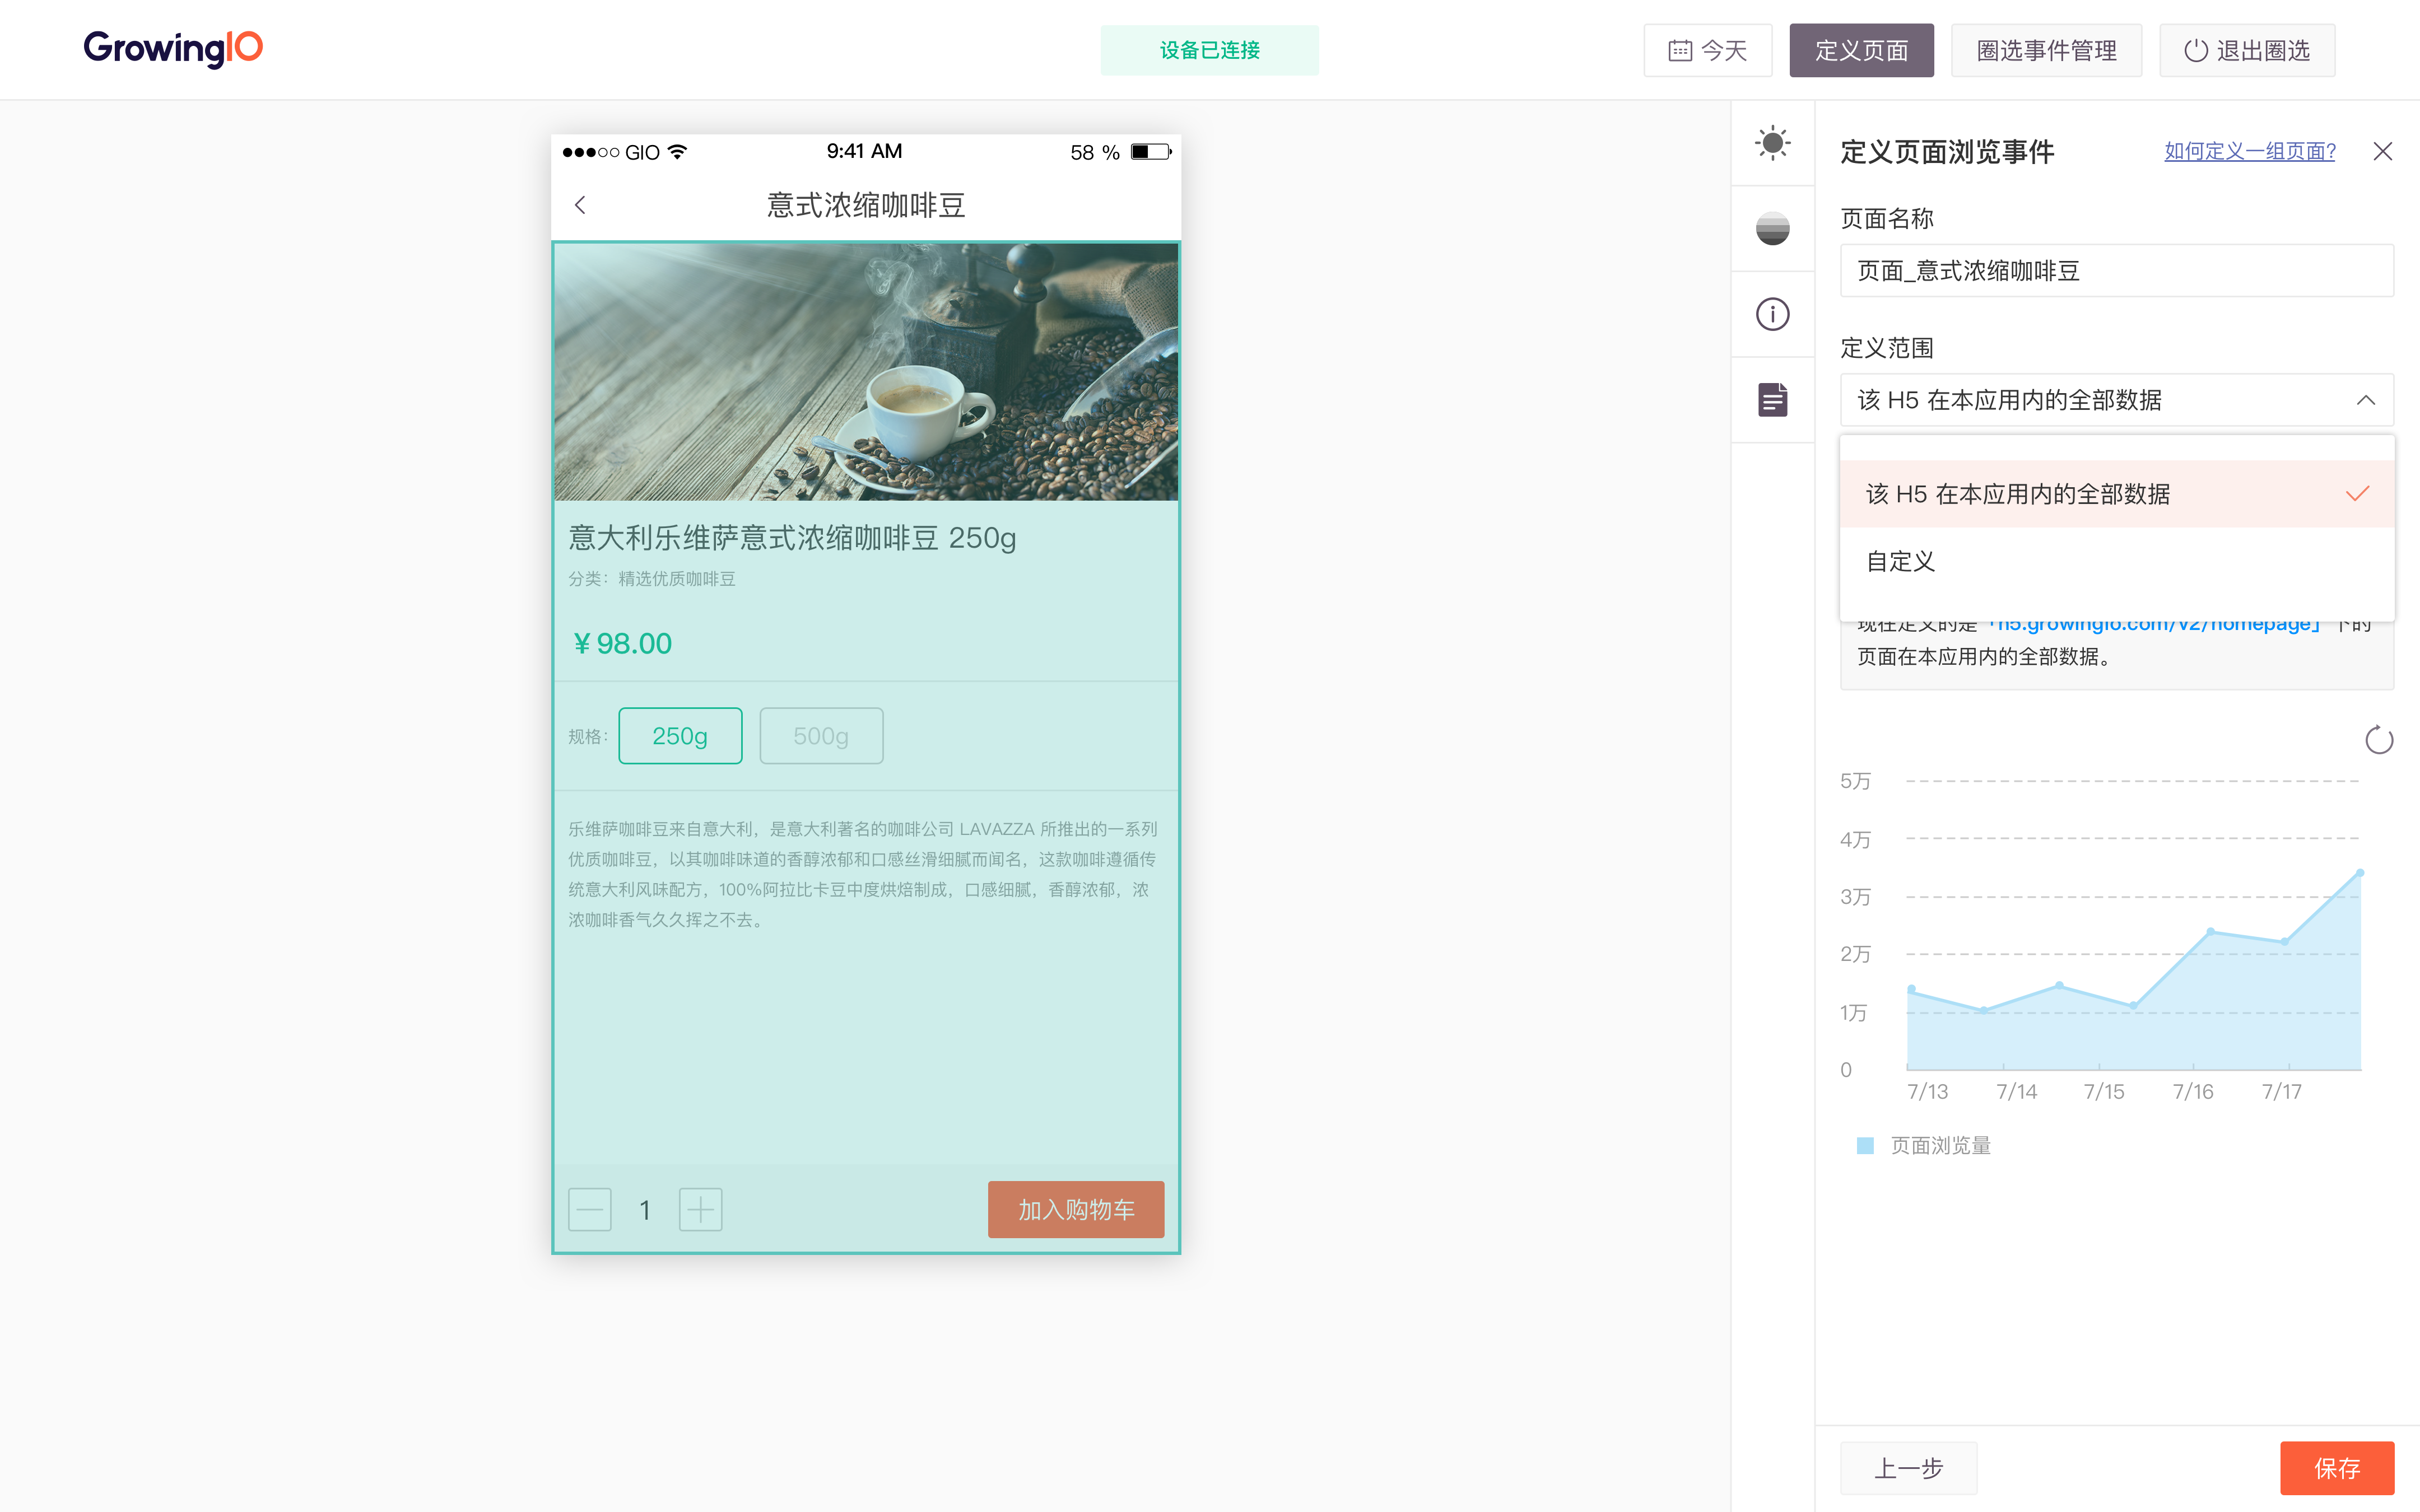 GrowingIO
设备已连接
今天
定义页面
圈选事件管理
退出圈选
GIO
9:41 AM
58 %
意式浓缩咖啡豆
意大利乐维萨意式浓缩咖啡豆 250g
分类：精选优质咖啡豆
¥ 98.00
规格：
250g
500g
乐维萨咖啡豆来自意大利，是意大利著名的咖啡公司 LAVAZZA 所推出的一系列
优质咖啡豆，以其咖啡味道的香醇浓郁和口感丝滑细腻而闻名，这款咖啡遵循传
统意大利风味配方，100%阿拉比卡豆中度烘焙制成，口感细腻，香醇浓郁，浓
浓咖啡香气久久挥之不去。
1
加入购物车
定义页面浏览事件
如何定义一组页面?
页面名称
页面_意式浓缩咖啡豆
定义范围
该 H5 在本应用内的全部数据
该 H5 在本应用内的全部数据
自定义
现在定义的是「h5.growingio.com/v2/homepage」下的
页面在本应用内的全部数据。
5万
4万
3万
2万
1万
0
7/13
7/14
7/15
7/16
7/17
页面浏览量
上一步
保存